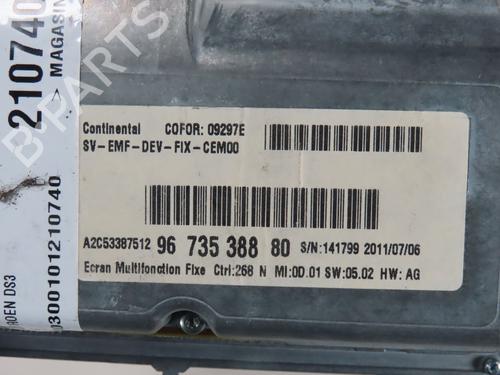 Continental COFOR: 09297E
SV-EMF-DEV-FIX-CEM00
A2C53387512 96 735 388 80 S/N:141799 2011/07/06
Ecran Multifonction Fixe Ctrl:268 N MI:0D.01 SW:05.02 HW: AG
210740
> MAGASIN
300101210740
DS3